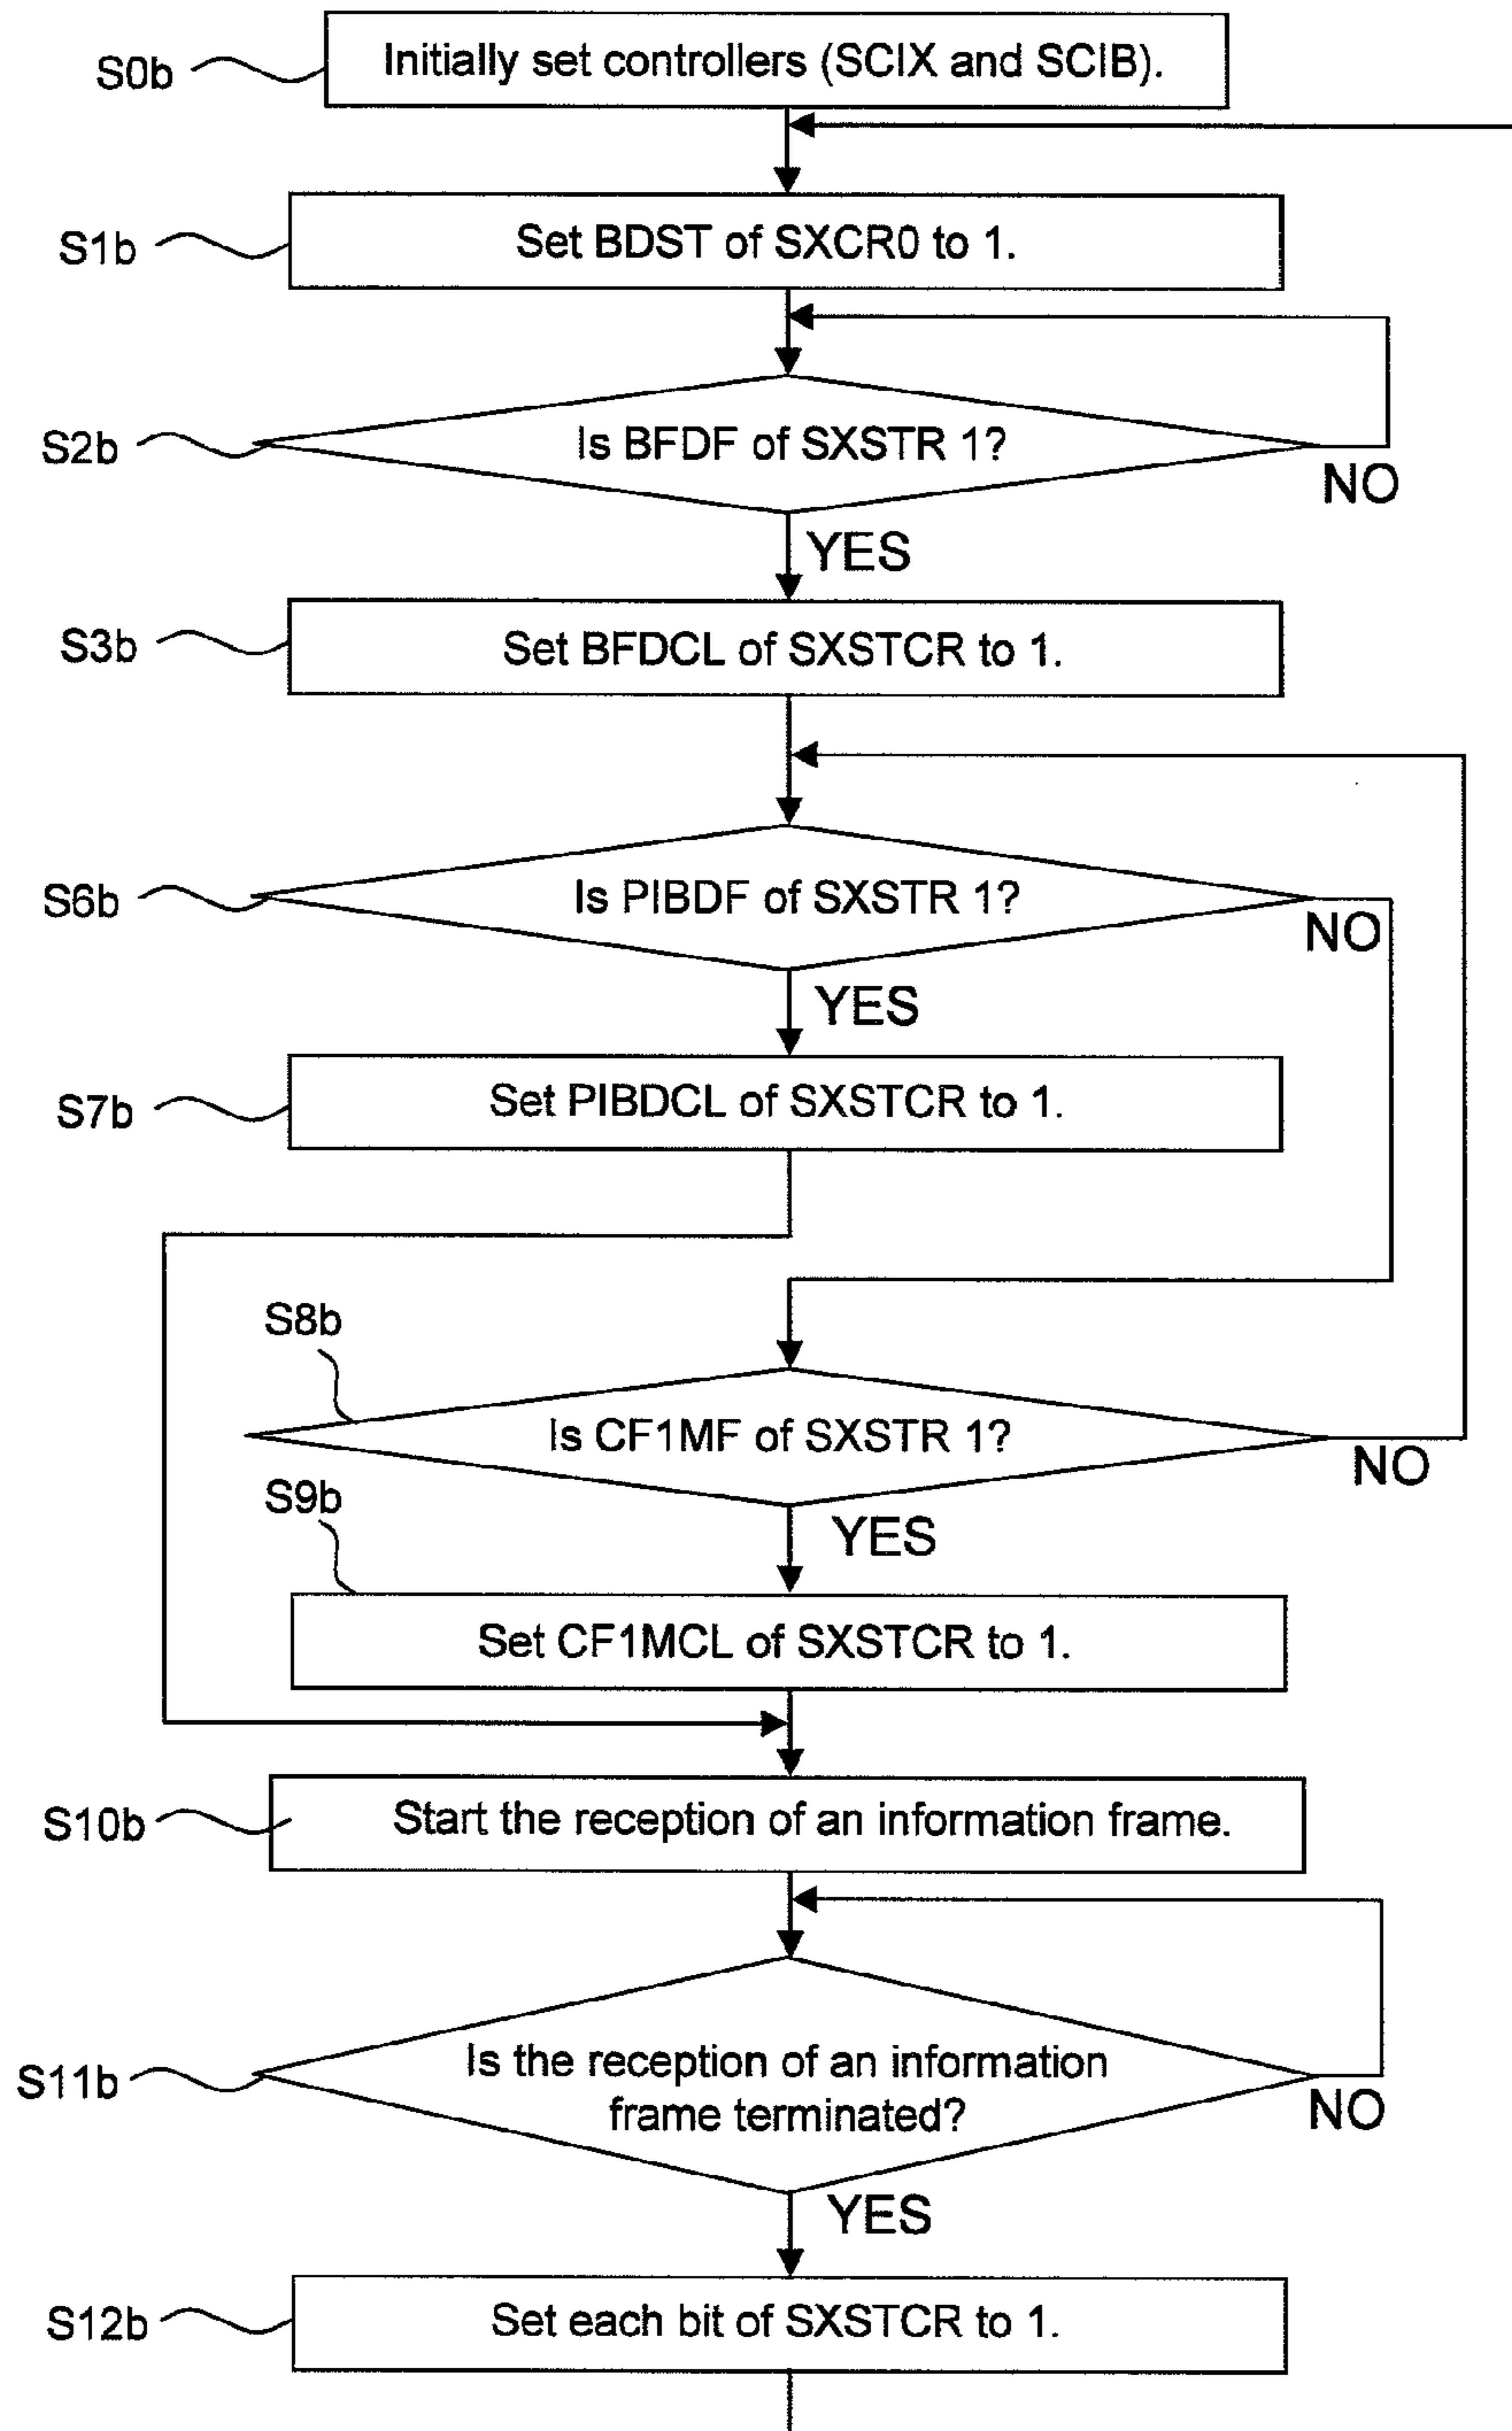 S0b
Initially set controllers (SCIX and SCIB).
S1b
Set BDST of SXCR0 to 1.
S2b
Is BFDF of SXSTR 1?
NO
YES
S3b
Set BFDCL of SXSTCR to 1.
S6b
Is PIBDF of SXSTR 1?
NO
YES
S7b
Set PIBDCL of SXSTCR to 1.
S8b
Is CF1MF of SXSTR 1?
NO
S9b
YES
Set CF1MCL of SXSTCR to 1.
S10b
Start the reception of an information frame.
S11b
Is the reception of an information
frame terminated?
NO
YES
S12b
Set each bit of SXSTCR to 1.